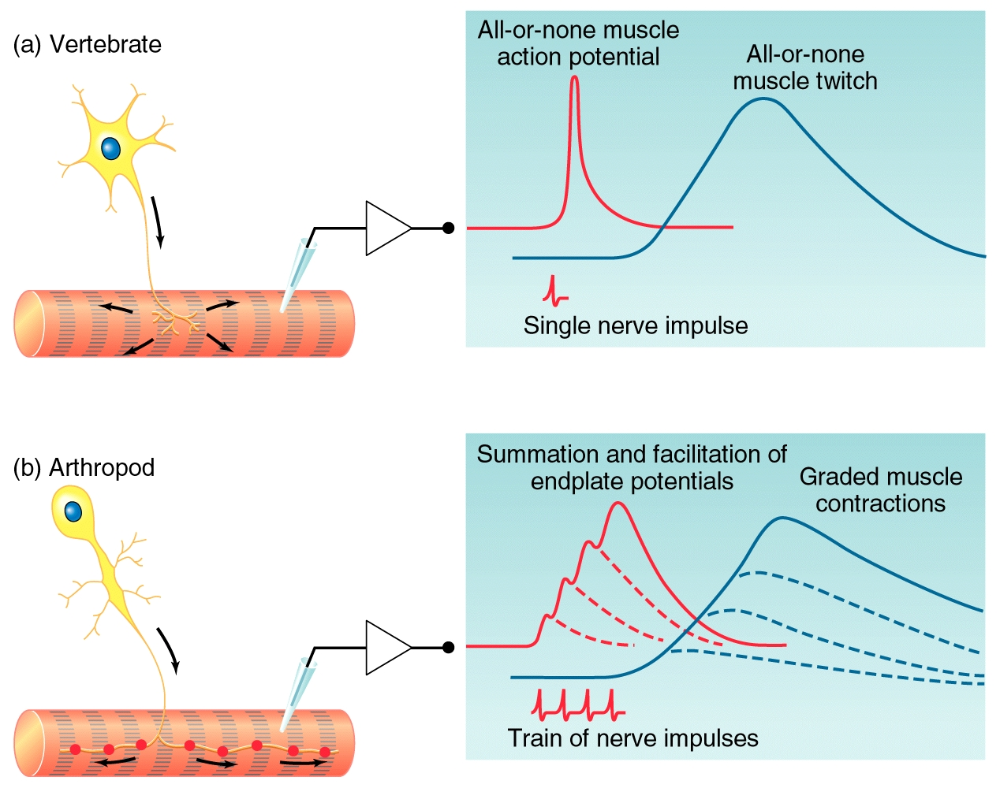 (a) Vertebrate
All-or-none muscle
action potential
All-or-none
muscle twitch
Single nerve impulse
(b) Arthropod
Summation and facilitation of
endplate potentials
Graded muscle
contractions
Train of nerve impulses